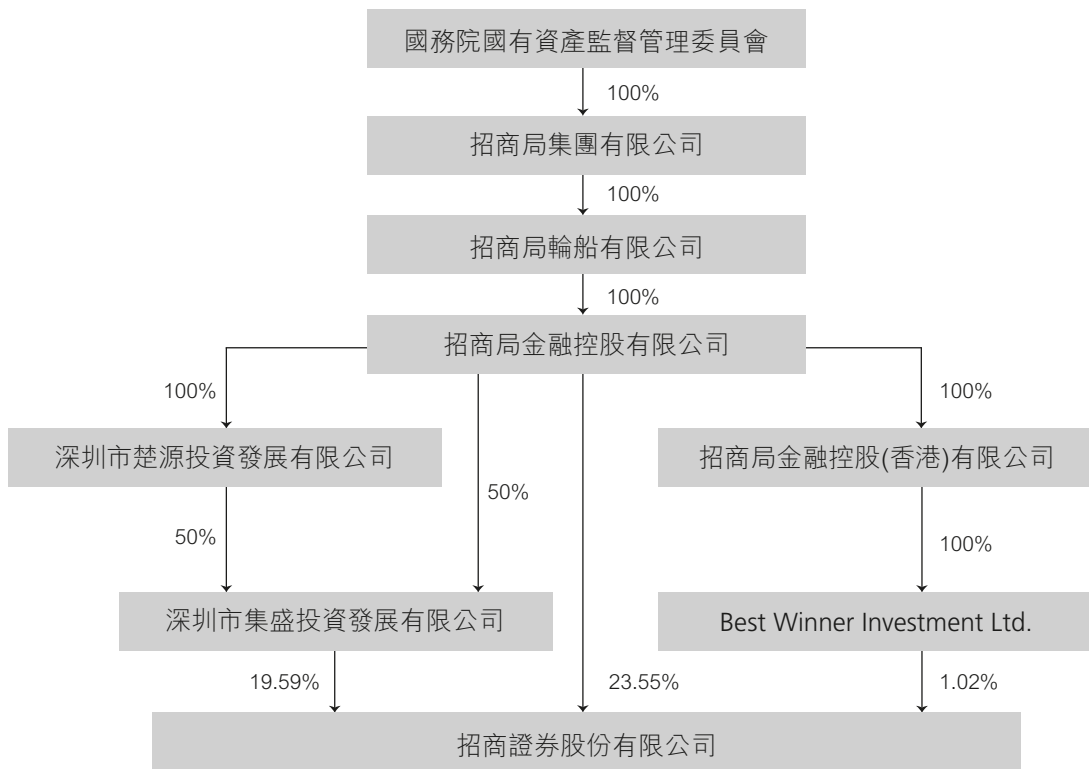 國務院國有資產監督管理委員會
100%
招商局集團有限公司
100%
招商局輪船有限公司
100%
招商局金融控股有限公司
100%
100%
深圳市楚源投資發展有限公司
招商局金融控股(香港)有限公司
50%
50%
100%
深圳市集盛投資發展有限公司
Best Winner Investment Ltd.
19.59%
23.55%
1.02%
招商證券股份有限公司